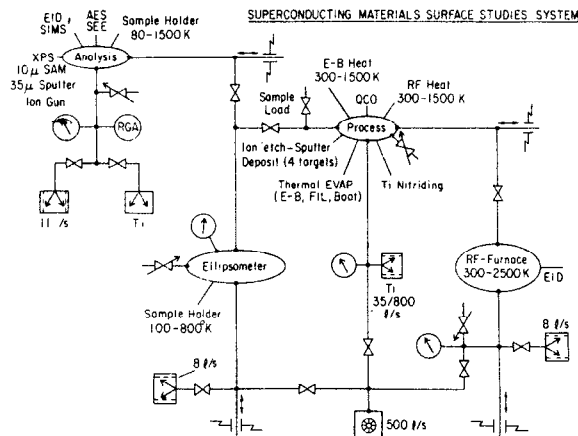 SUPERCONDUCTING MATERIALS SURFACE STUDIES SYSTEM
AES
SEE
EID
SIMS
Sample Holder
80-1500 K
XPS
10μ SAM
35μ Sputter
Ion Gun
Analysis
RGA
11 ℓ/s
Ti
E-B Heat
300-1500K
RF Heat
300-1500 K
QCO
Sample
Load
Process
Ion etch-Sputter
Deposit (4 targets)
Thermal EVAP
(E-B, FIL, Boat)
Ti Nitriding
Ellipsometer
Sample Holder
100-800°K
Ti
35/800
ℓ/s
RF-Furnace
300-2500 K
EID
8 ℓ/s
8 ℓ/s
500 ℓ/s